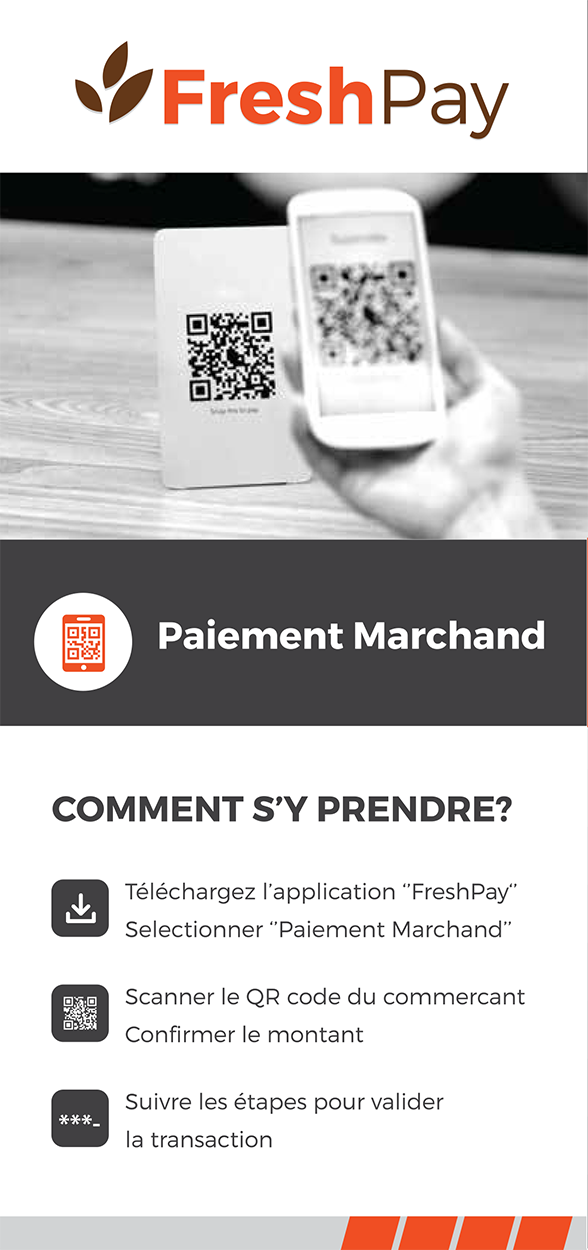 FreshPay
Paiement Marchand
COMMENT S’Y PRENDRE?
Téléchargez l’application ‘’FreshPay‘’
Selectionner ‘’Paiement Marchand’’
Scanner le QR code du commercant
Confirmer le montant
***_
Suivre les étapes pour valider
la transaction